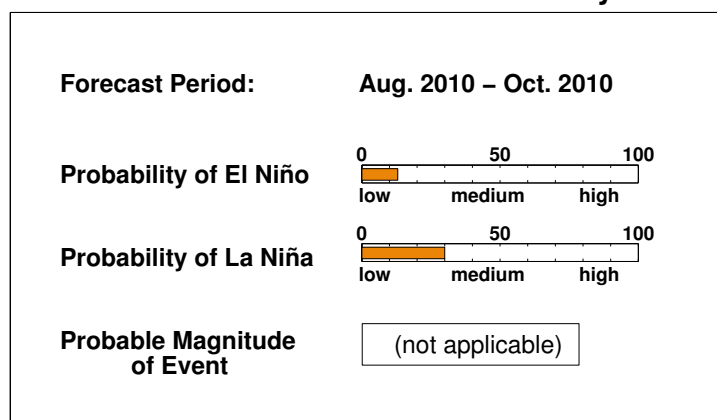 Forecast Period: Aug. 2010 – Oct. 2010
0 50 100
Probability of El Niño
low medium high
0 50 100
Probability of La Niña
low medium high
Probable Magnitude
of Event
(not applicable)